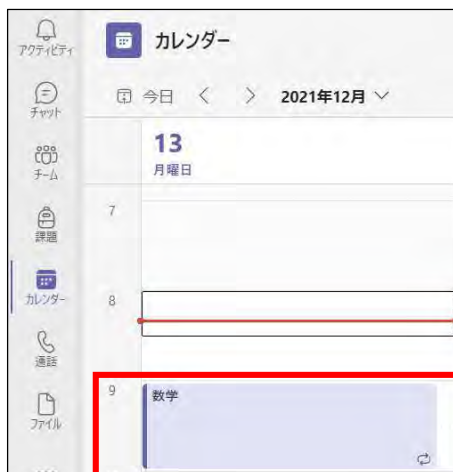 アクティビティ
チャット
チーム
課題
カレンダー
通話
ファイル
カレンダー
今日
2021年12月
13
月曜日
7
8
9
数学